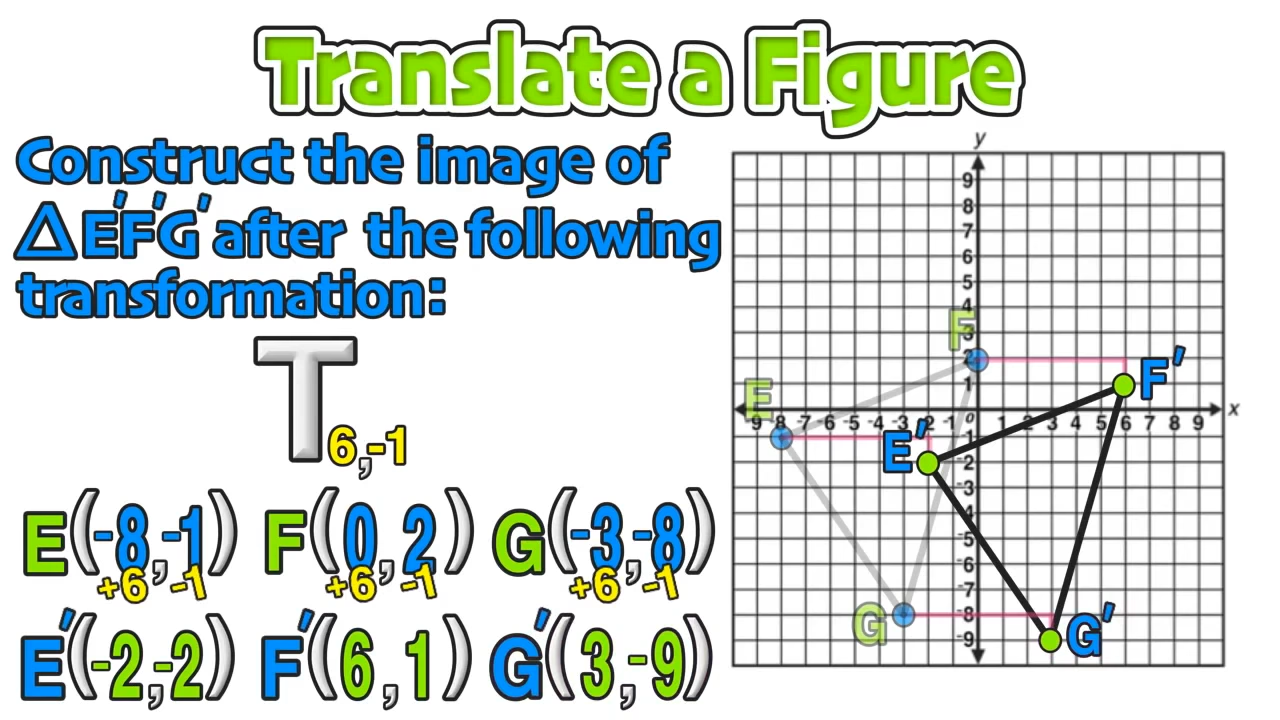 Translate a Figure
Construct the image of
△E'F'G' after the following
transformation:
T6,-1
E(-8,-1) F(0,2) G(-3,-8)
+6 -1 +6 -1 +6 -1
E'(-2,-2) F'(6,1) G'(3,-9)
y
9
8
7
6
5
4
3
2
1
F
F'
E
-9 -8 -7 -6 -5 -4 -3 -2 -1 0 1 2 3 4 5 6 7 8 9 x
E'
-1
-2
-3
-4
-5
-6
-7
-8
-9
G
G'